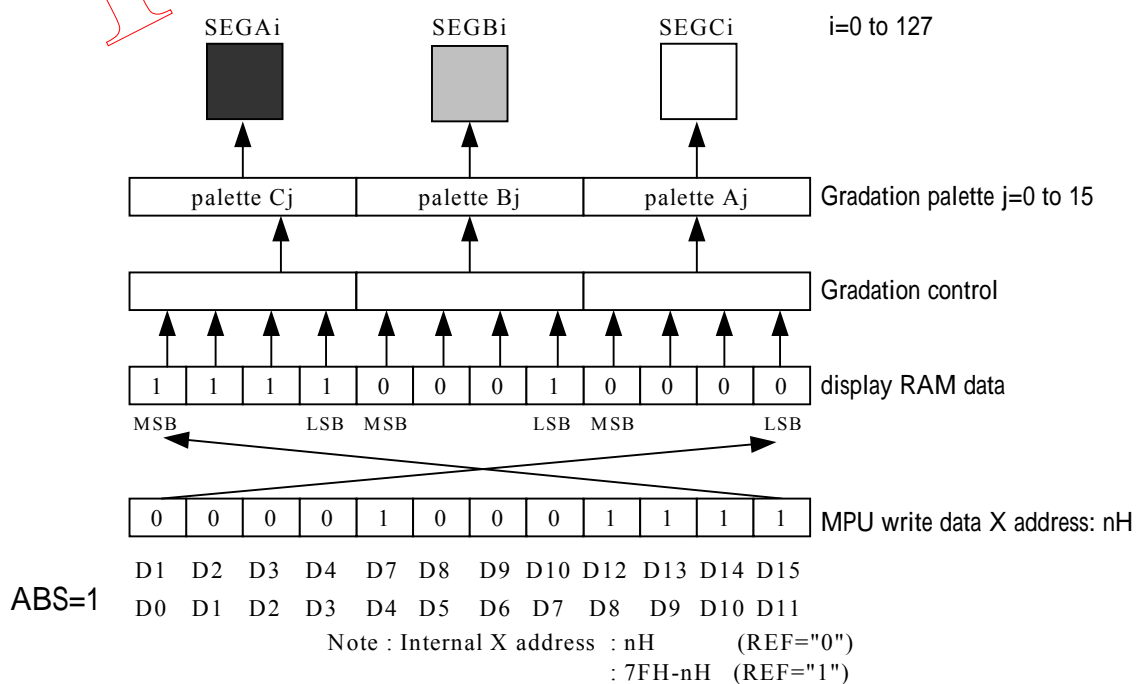 SEGAi SEGBi SEGCi i=0 to 127
palette Cj palette Bj palette Aj Gradation palette j=0 to 15
Gradation control
1 1 1 1 0 0 0 1 0 0 0 0 display RAM data
MSB LSB MSB LSB MSB LSB
0 0 0 0 1 0 0 0 1 1 1 1 MPU write data X address: nH
D1 D2 D3 D4 D7 D8 D9 D10 D12 D13 D14 D15
ABS=1 D0 D1 D2 D3 D4 D5 D6 D7 D8 D9 D10 D11
Note : Internal X address : nH (REF="0")
: 7FH-nH (REF="1")